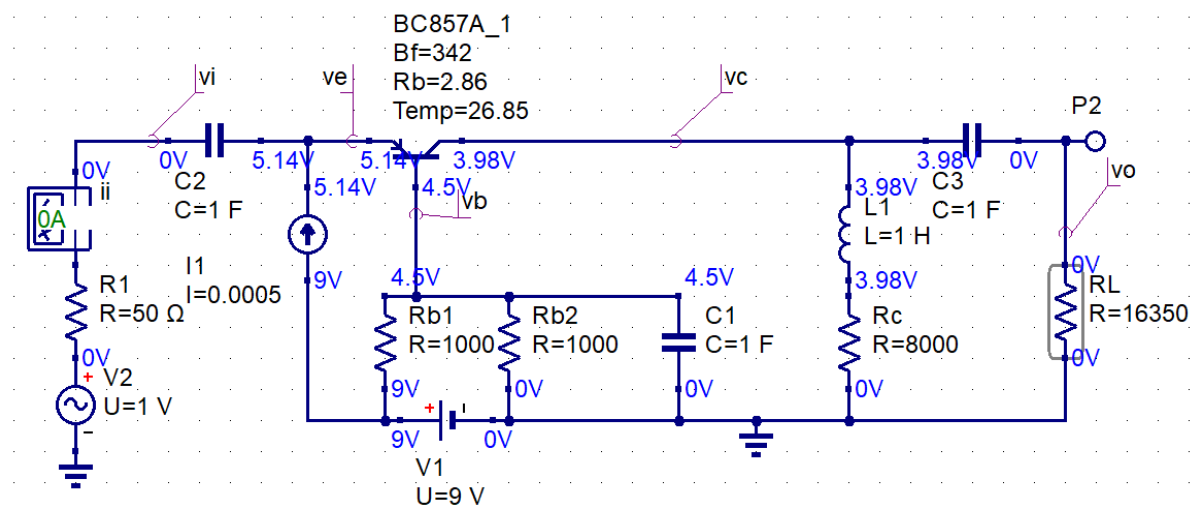 BC857A_1
Bf=342
Rb=2.86
Temp=26.85
vi
ve
vc
P2
0V
0V
5.14V
5.14V
3.98V
3.98V
0V
C2
C=1 F
5.14V
4.5V
vb
3.98V
C3
C=1 F
vo
ii
0A
L1
L=1 H
R1
R=50 Ω
I1
I=0.0005
9V
4.5V
4.5V
3.98V
0V
Rb1
R=1000
Rb2
R=1000
C1
C=1 F
Rc
R=8000
RL
R=16350
0V
+
V2
U=1 V
-
9V
0V
0V
0V
0V
9V
+
0V
V1
U=9 V